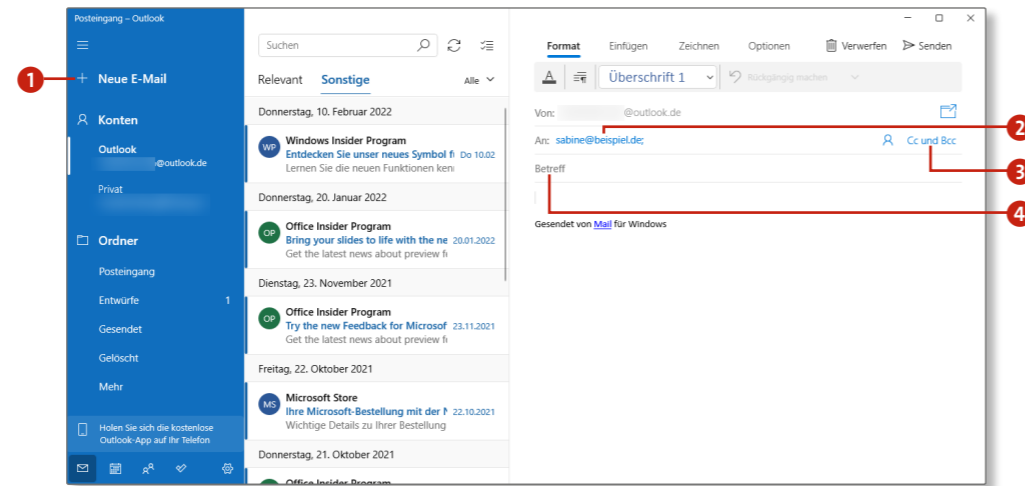 Posteingang – Outlook
Neue E-Mail
Konten
Outlook
@outlook.de
Privat
Ordner
Posteingang
Entwürfe 1
Gesendet
Gelöscht
Mehr
Holen Sie sich die kostenlose
Outlook-App auf Ihr Telefon
Suchen
Relevant Sonstige Alle
Donnerstag, 10. Februar 2022
WP Windows Insider Program
Entdecken Sie unser neues Symbol fü Do 10.02
Lernen Sie die neuen Funktionen ken
Donnerstag, 20. Januar 2022
OP Office Insider Program
Bring your slides to life with the ne 20.01.2022
Get the latest news about preview
Dienstag, 23. November 2021
OP Office Insider Program
Try the new Feedback for Microsof 23.11.2021
Get the latest news about preview
Freitag, 22. Oktober 2021
MS Microsoft Store
Ihre Microsoft-Bestellung mit der 22.10.2021
Wichtige Details zu Ihrer Bestellung
Donnerstag, 21. Oktober 2021
Office Insider Program
Format Einfügen Zeichnen Optionen Verwerfen Senden
A Überschrift 1 Rückgängig machen
Von: @outlook.de
An: sabine@beispiel.de; Cc und Bcc
Betreff
Gesendet von Mail für Windows
1
2
3
4